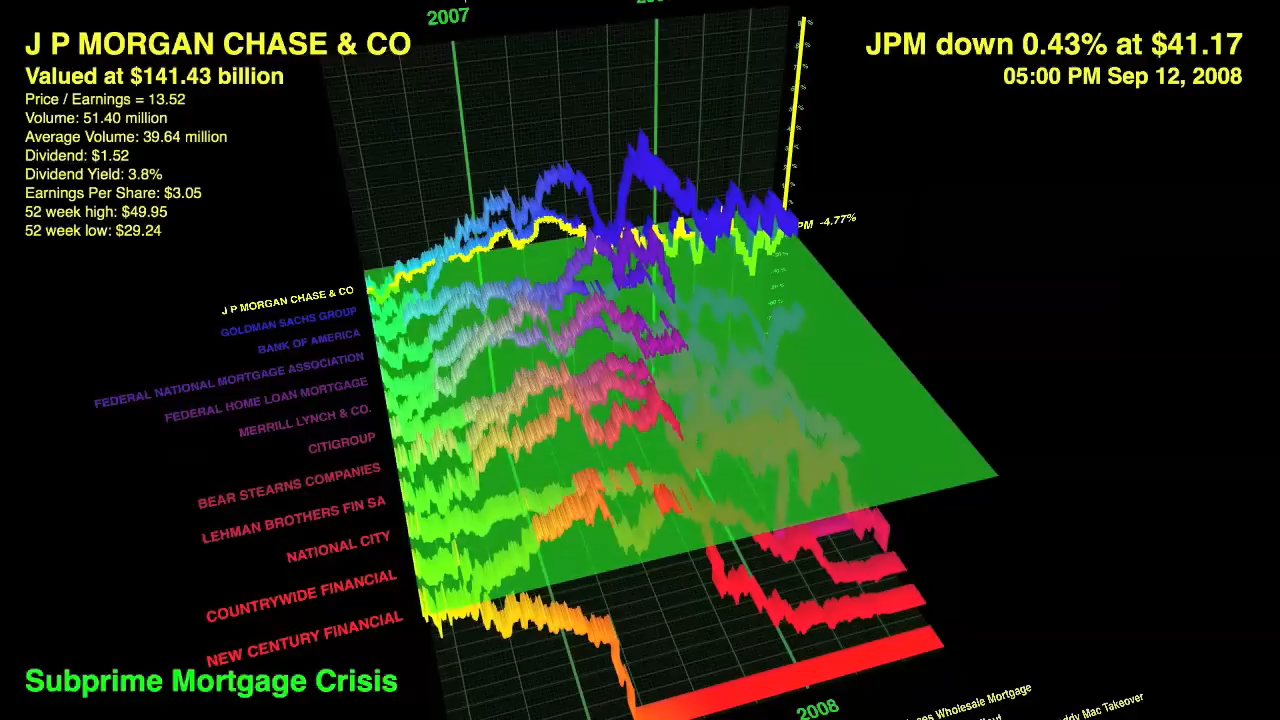 2007
J P MORGAN CHASE & CO
Valued at $141.43 billion
Price / Earnings = 13.52
Volume: 51.40 million
Average Volume: 39.64 million
Dividend: $1.52
Dividend Yield: 3.8%
Earnings Per Share: $3.05
52 week high: $49.95
52 week low: $29.24
JPM down 0.43% at $41.17
05:00 PM Sep 12, 2008
PM -4.77%
J P MORGAN CHASE & CO
GOLDMAN SACHS GROUP
BANK OF AMERICA
FEDERAL NATIONAL MORTGAGE ASSOCIATION
FEDERAL HOME LOAN MORTGAGE
MERRILL LYNCH & CO.
CITIGROUP
BEAR STEARNS COMPANIES
LEHMAN BROTHERS FIN SA
NATIONAL CITY
COUNTRYWIDE FINANCIAL
NEW CENTURY FINANCIAL
Subprime Mortgage Crisis
2008
Wholesale Mortgage
Mac Takeover